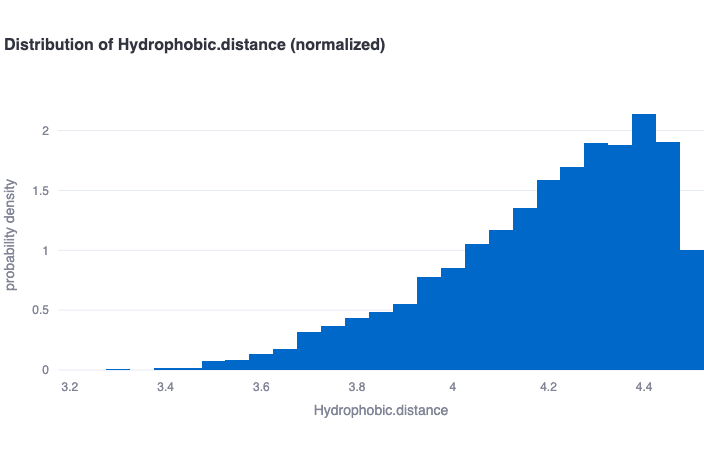 Distribution of Hydrophobic.distance (normalized)
probability density
2
1.5
1
0.5
0
3.2 3.4 3.6 3.8 4 4.2 4.4
Hydrophobic.distance